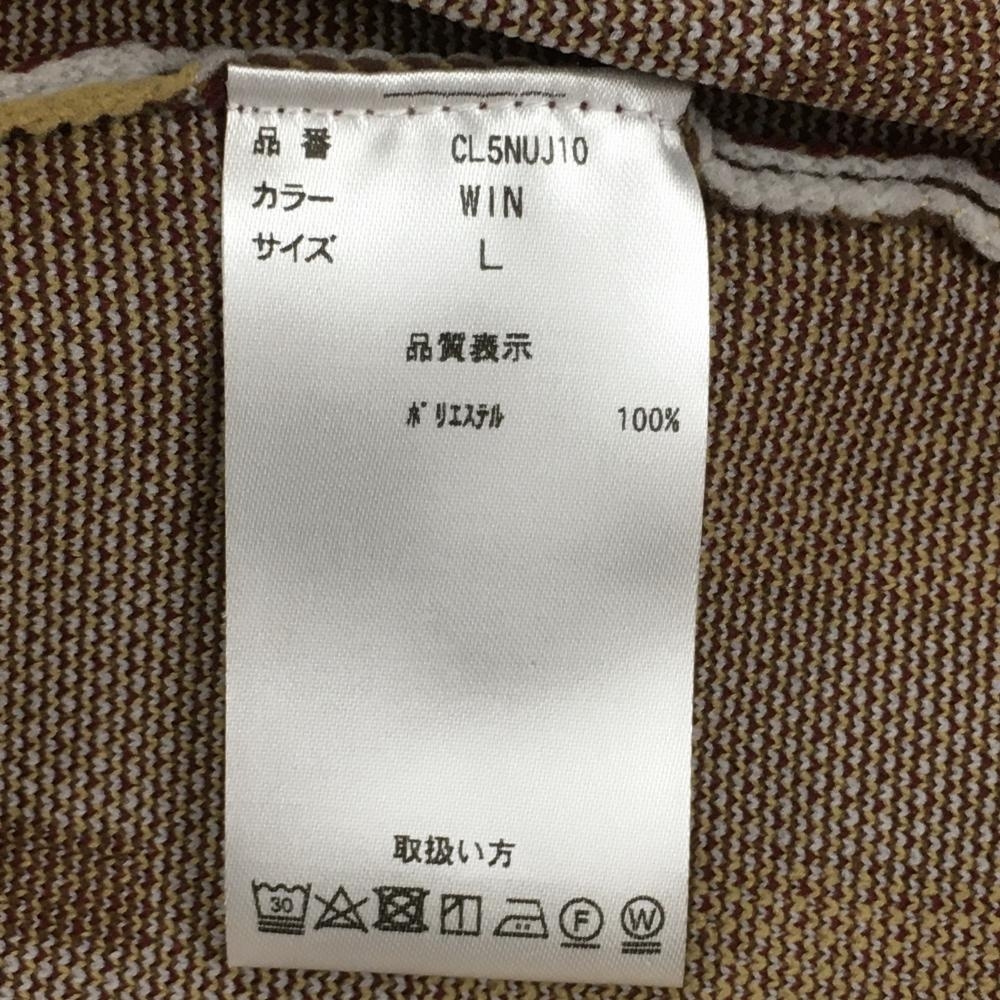 品番 CL5NUJ10
カラー WIN
サイズ L
品質表示
ﾎﾟﾘｴｽﾃﾙ 100%
取扱い方
30 F W